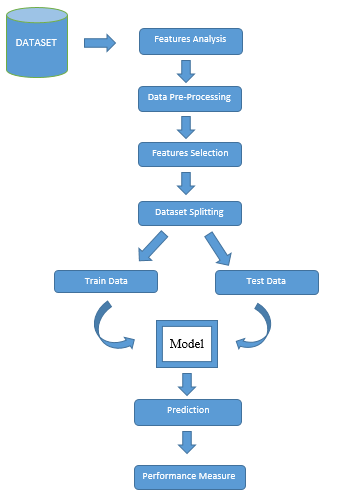 DATASET
Features Analysis
Data Pre-Processing
Features Selection
Dataset Splitting
Train Data
Test Data
Model
Prediction
Performance Measure